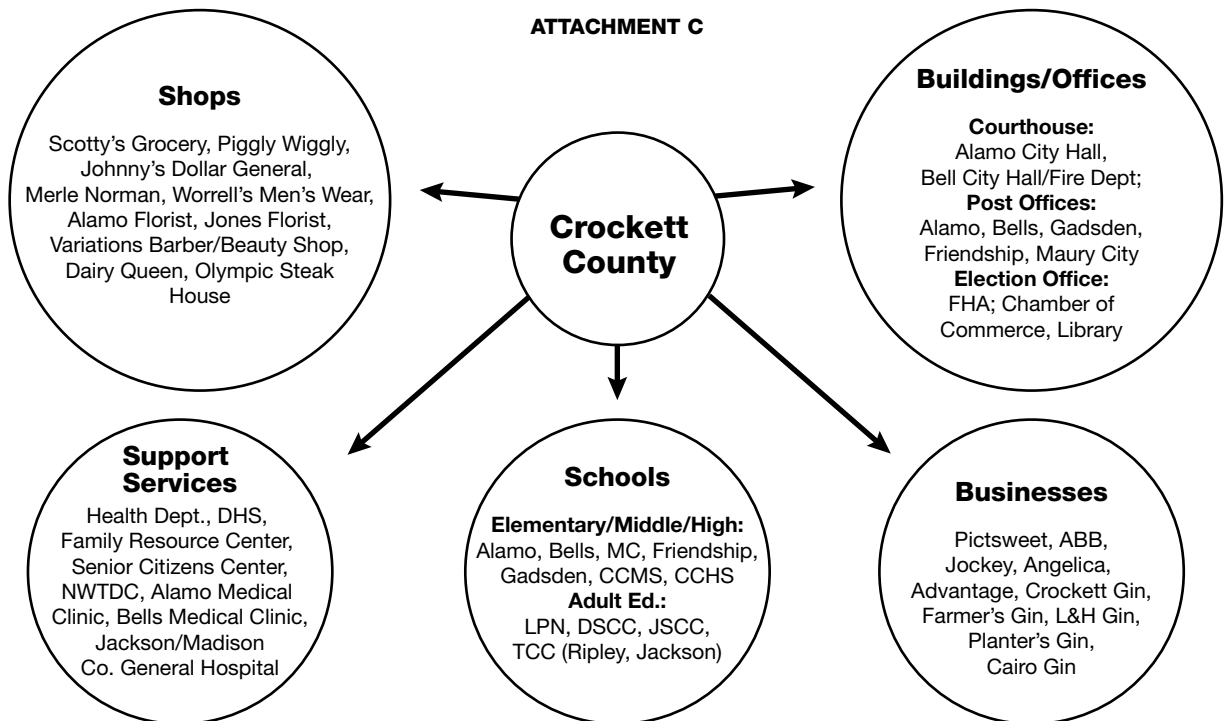 ATTACHMENT C
Shops
Scotty’s Grocery, Piggly Wiggly,
Johnny’s Dollar General,
Merle Norman, Worrell’s Men’s Wear,
Alamo Florist, Jones Florist,
Variations Barber/Beauty Shop,
Dairy Queen, Olympic Steak
House
Crockett
County
Buildings/Offices
Courthouse:
Alamo City Hall,
Bell City Hall/Fire Dept;
Post Offices:
Alamo, Bells, Gadsden,
Friendship, Maury City
Election Office:
FHA; Chamber of
Commerce, Library
Support
Services
Health Dept., DHS,
Family Resource Center,
Senior Citizens Center,
NWTDC, Alamo Medical
Clinic, Bells Medical Clinic,
Jackson/Madison
Co. General Hospital
Schools
Elementary/Middle/High:
Alamo, Bells, MC, Friendship,
Gadsden, CCMS, CCHS
Adult Ed.:
LPN, DSCC, JSCC,
TCC (Ripley, Jackson)
Businesses
Pictsweet, ABB,
Jockey, Angelica,
Advantage, Crockett Gin,
Farmer’s Gin, L&H Gin,
Planter’s Gin,
Cairo Gin